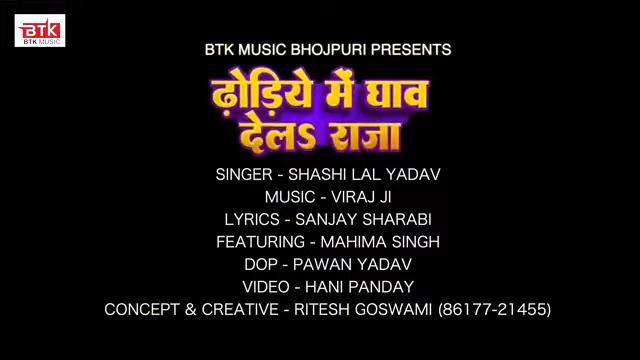 BTK
BTK MUSIC
BTK MUSIC BHOJPURI PRESENTS
ढ़ोड़िये में घाव
देलऽ राजा
SINGER - SHASHI LAL YADAV
MUSIC - VIRAJ JI
LYRICS - SANJAY SHARABI
FEATURING - MAHIMA SINGH
DOP - PAWAN YADAV
VIDEO - HANI PANDAY
CONCEPT & CREATIVE - RITESH GOSWAMI (86177-21455)